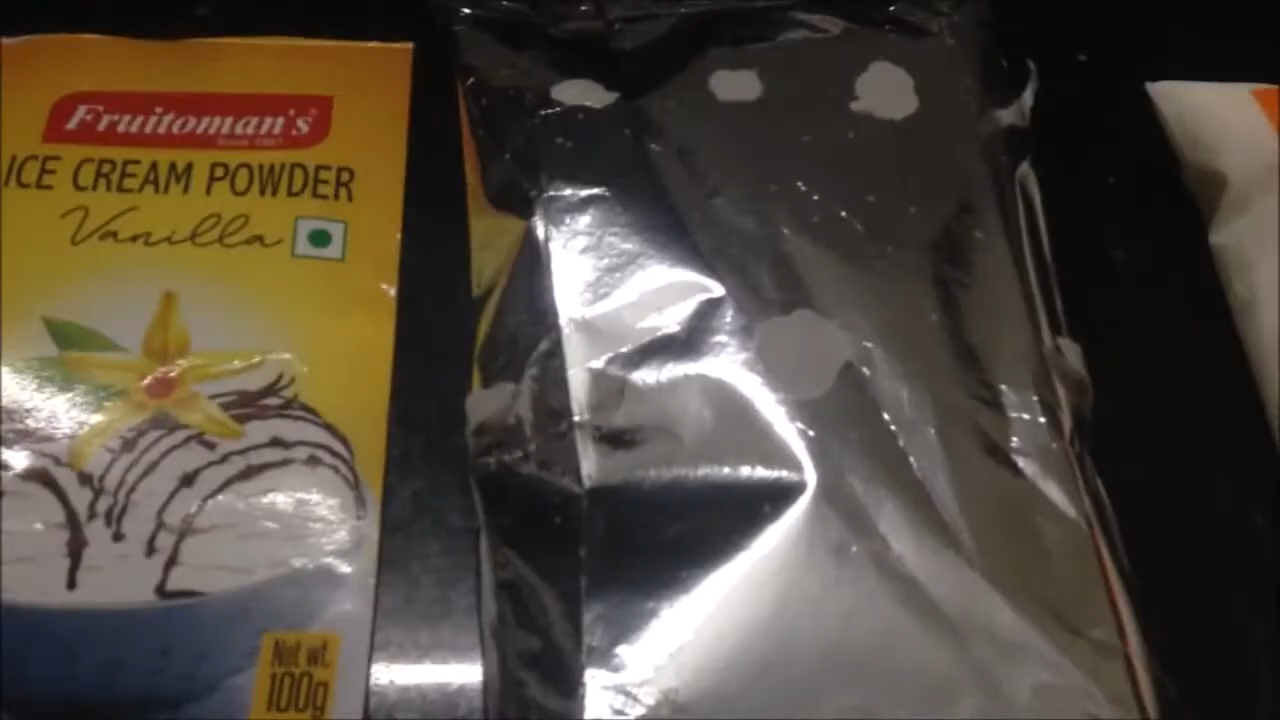 Fruitoman's
ICE CREAM POWDER
Vanilla
Net wt.
100g